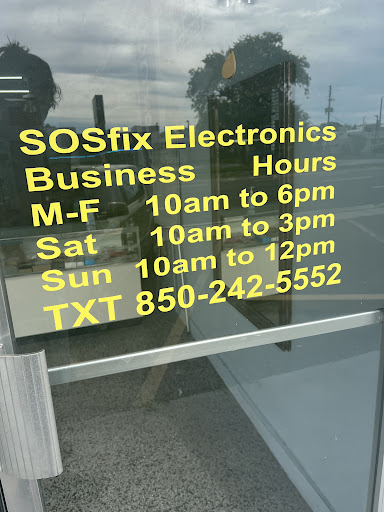 SOSfix Electronics
Business Hours
M-F 10am to 6pm
Sat 10am to 3pm
Sun 10am to 12pm
TXT 850-242-5552